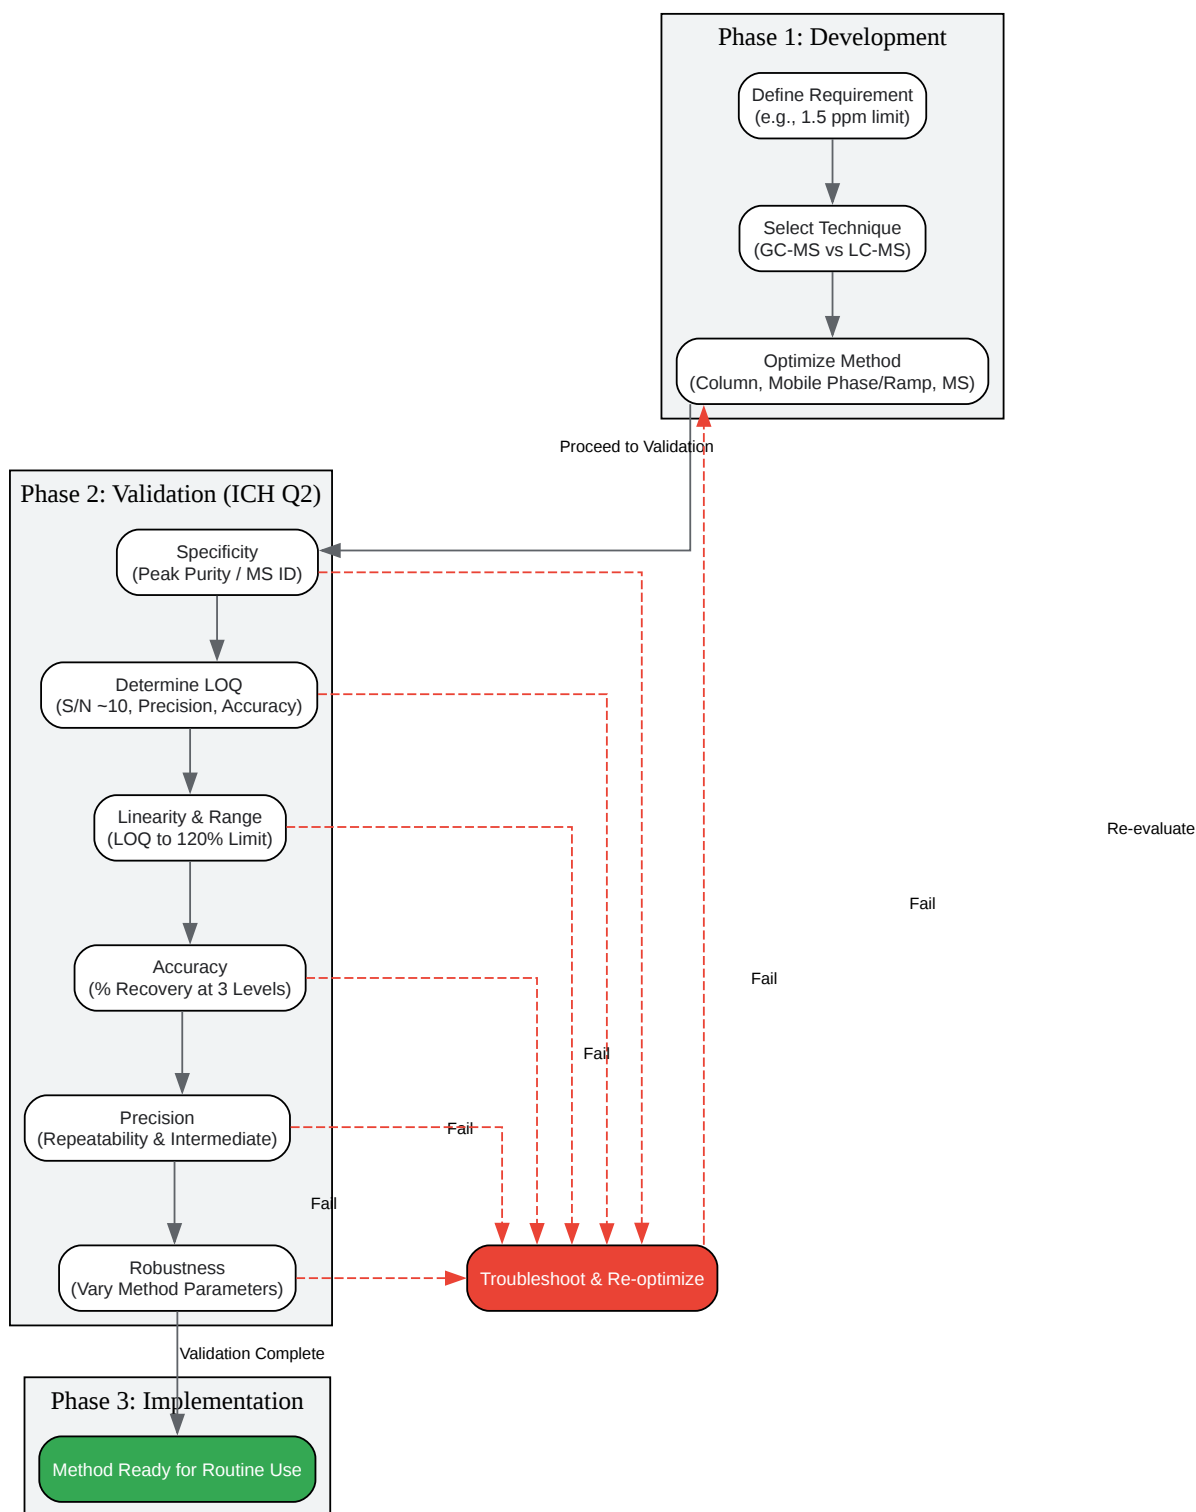 Phase 1: Development
Define Requirement
(e.g., 1.5 ppm limit)
Select Technique
(GC-MS vs LC-MS)
Optimize Method
(Column, Mobile Phase/Ramp, MS)
Proceed to Validation
Phase 2: Validation (ICH Q2)
Specificity
(Peak Purity / MS ID)
Determine LOQ
(S/N ~10, Precision, Accuracy)
Linearity & Range
(LOQ to 120% Limit)
Re-evaluate
Fail
Accuracy
(% Recovery at 3 Levels)
Fail
Fail
Precision
(Repeatability & Intermediate)
Fail
Fail
Robustness
(Vary Method Parameters)
Troubleshoot & Re-optimize
Validation Complete
Phase 3: Implementation
Method Ready for Routine Use